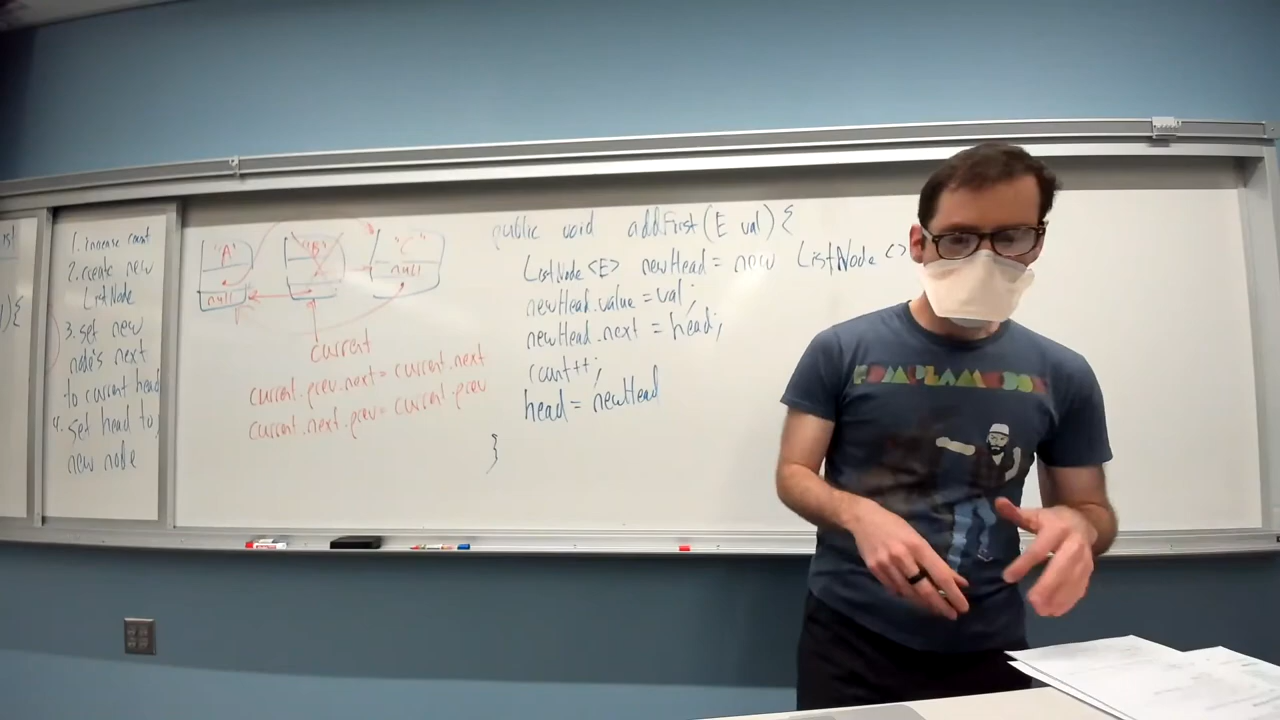 1. increase count
2. create new
ListNode
3. set new
node's next
to current head
4. set head to
new node
"A"
null
"B"
"C"
null
current
current.prev.next = current.next
current.next.prev = current.prev
public void addFirst(E val) {
ListNode<E> newHead = new ListNode<>
newHead.value = val;
newHead.next = head;
count++;
head = newHead
}